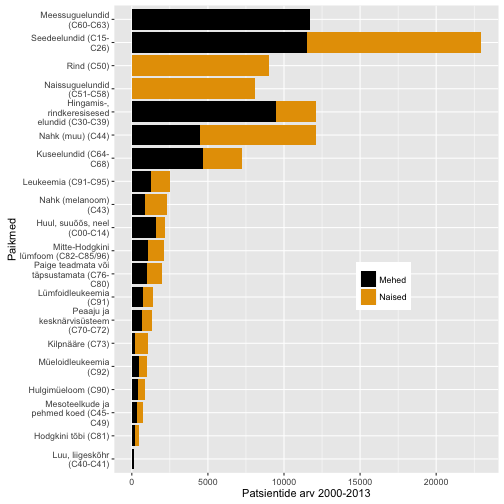 Meessuguelundid
(C60-C63)
Seedeelundid (C15-
C26)
Rind (C50)
Naissuguelundid
(C51-C58)
Hingamis-,
rindkeresisesed
elundid (C30-C39)
Nahk (muu) (C44)
Kuseelundid (C64-
C68)
Leukeemia (C91-C95)
Nahk (melanoom)
(C43)
Huul, suuõõs, neel
(C00-C14)
Mitte-Hodgkini
lümfoom (C82-C85/96)
Paige teadmata või
täpsustamata (C76-
C80)
Lümfoidleukeemia
(C91)
Peaaju ja
kesknärvisüsteem
(C70-C72)
Kilpnääre (C73)
Müeloidleukeemia
(C92)
Hulgimüeloom (C90)
Mesoteelkude ja
pehmed koed (C45-
C49)
Hodgkini tõbi (C81)
Luu, liigeskõhr
(C40-C41)
Paikmed
Mehed
Naised
0 5000 10000 15000 20000
Patsientide arv 2000-2013